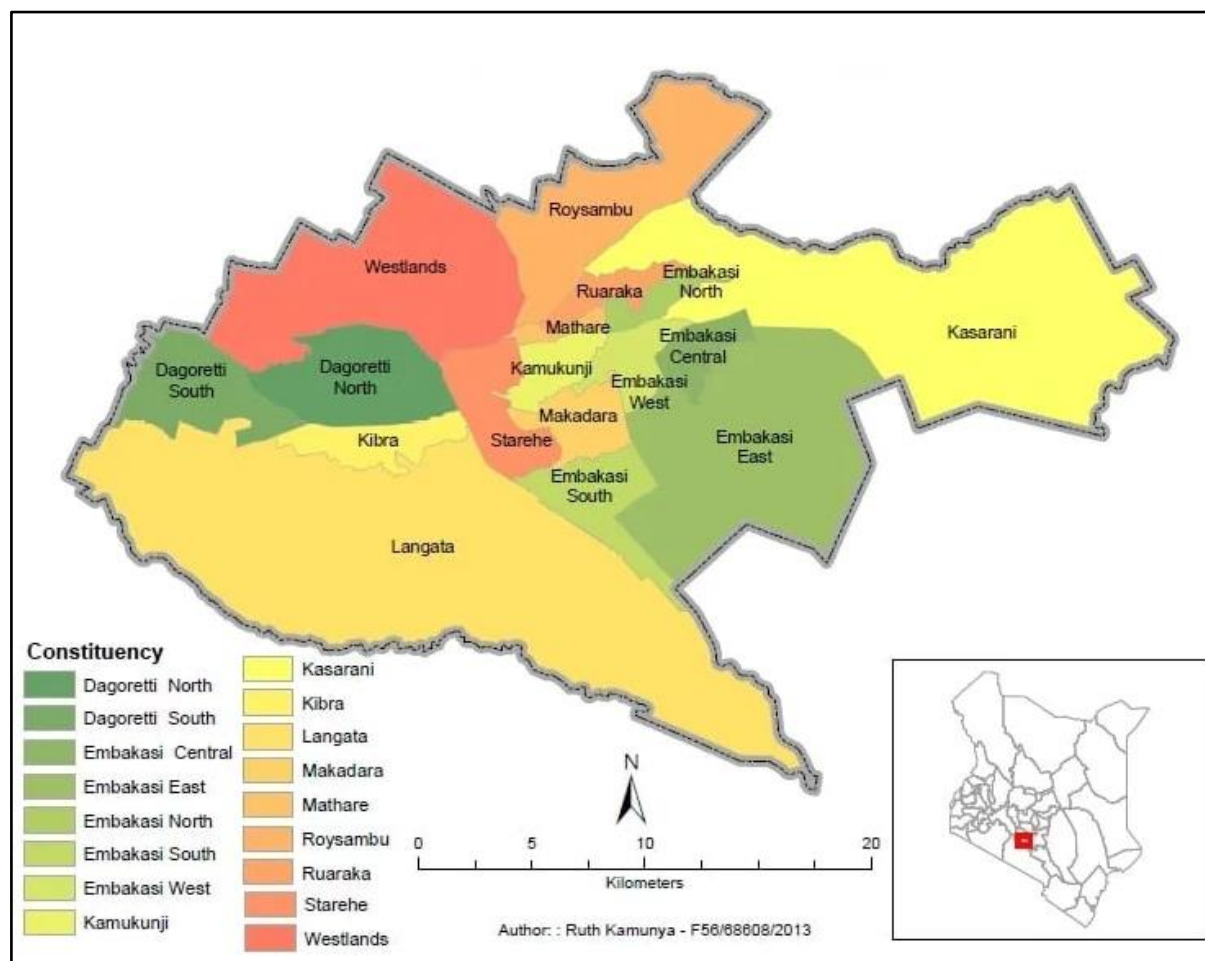 Roysambu
Westlands
Embakasi
North
Ruaraka
Mathare
Kasarani
Embakasi
Central
Dagoretti
South
Dagoretti
North
Kamukunji
Embakasi
West
Makadara
Kibra
Starehe
Embakasi
East
Embakasi
South
Langata
Constituency
Dagoretti North
Dagoretti South
Embakasi Central
Embakasi East
Embakasi North
Embakasi South
Embakasi West
Kamukunji
Kasarani
Kibra
Langata
Makadara
Mathare
Roysambu
Ruaraka
Starehe
Westlands
N
0 5 10 20
Kilometers
Author: : Ruth Kamunya - F56/68608/2013